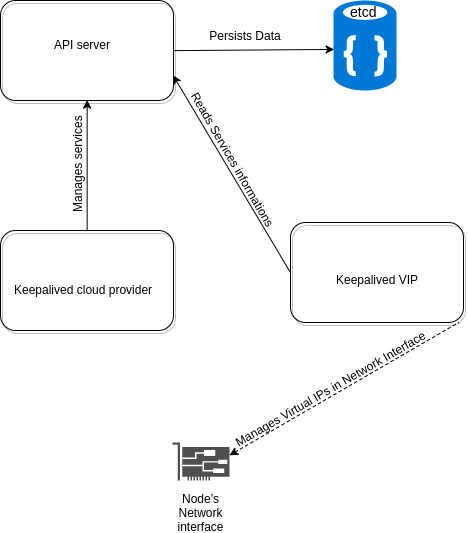 etcd
API server
Persists Data
{ }
Reads Services informations
Manages services
Keepalived cloud provider
Keepalived VIP
Manages Virtual IPs in Network Interface
Node's
Network
interface